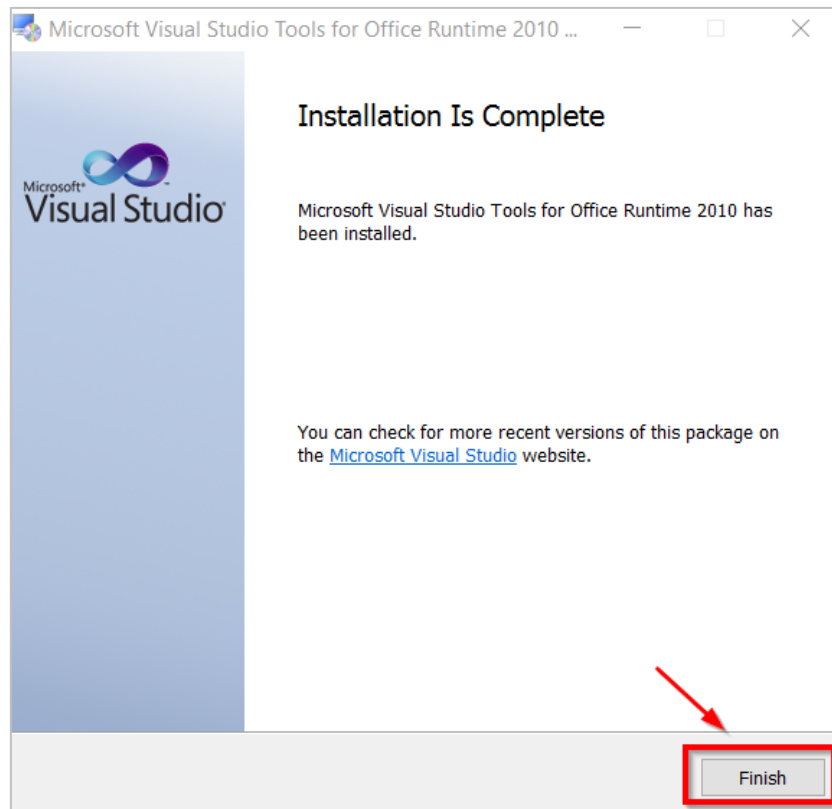 Microsoft Visual Studio Tools for Office Runtime 2010 ...
Installation Is Complete
Microsoft®
Visual Studio®
Microsoft Visual Studio Tools for Office Runtime 2010 has
been installed.
You can check for more recent versions of this package on
the Microsoft Visual Studio website.
Finish